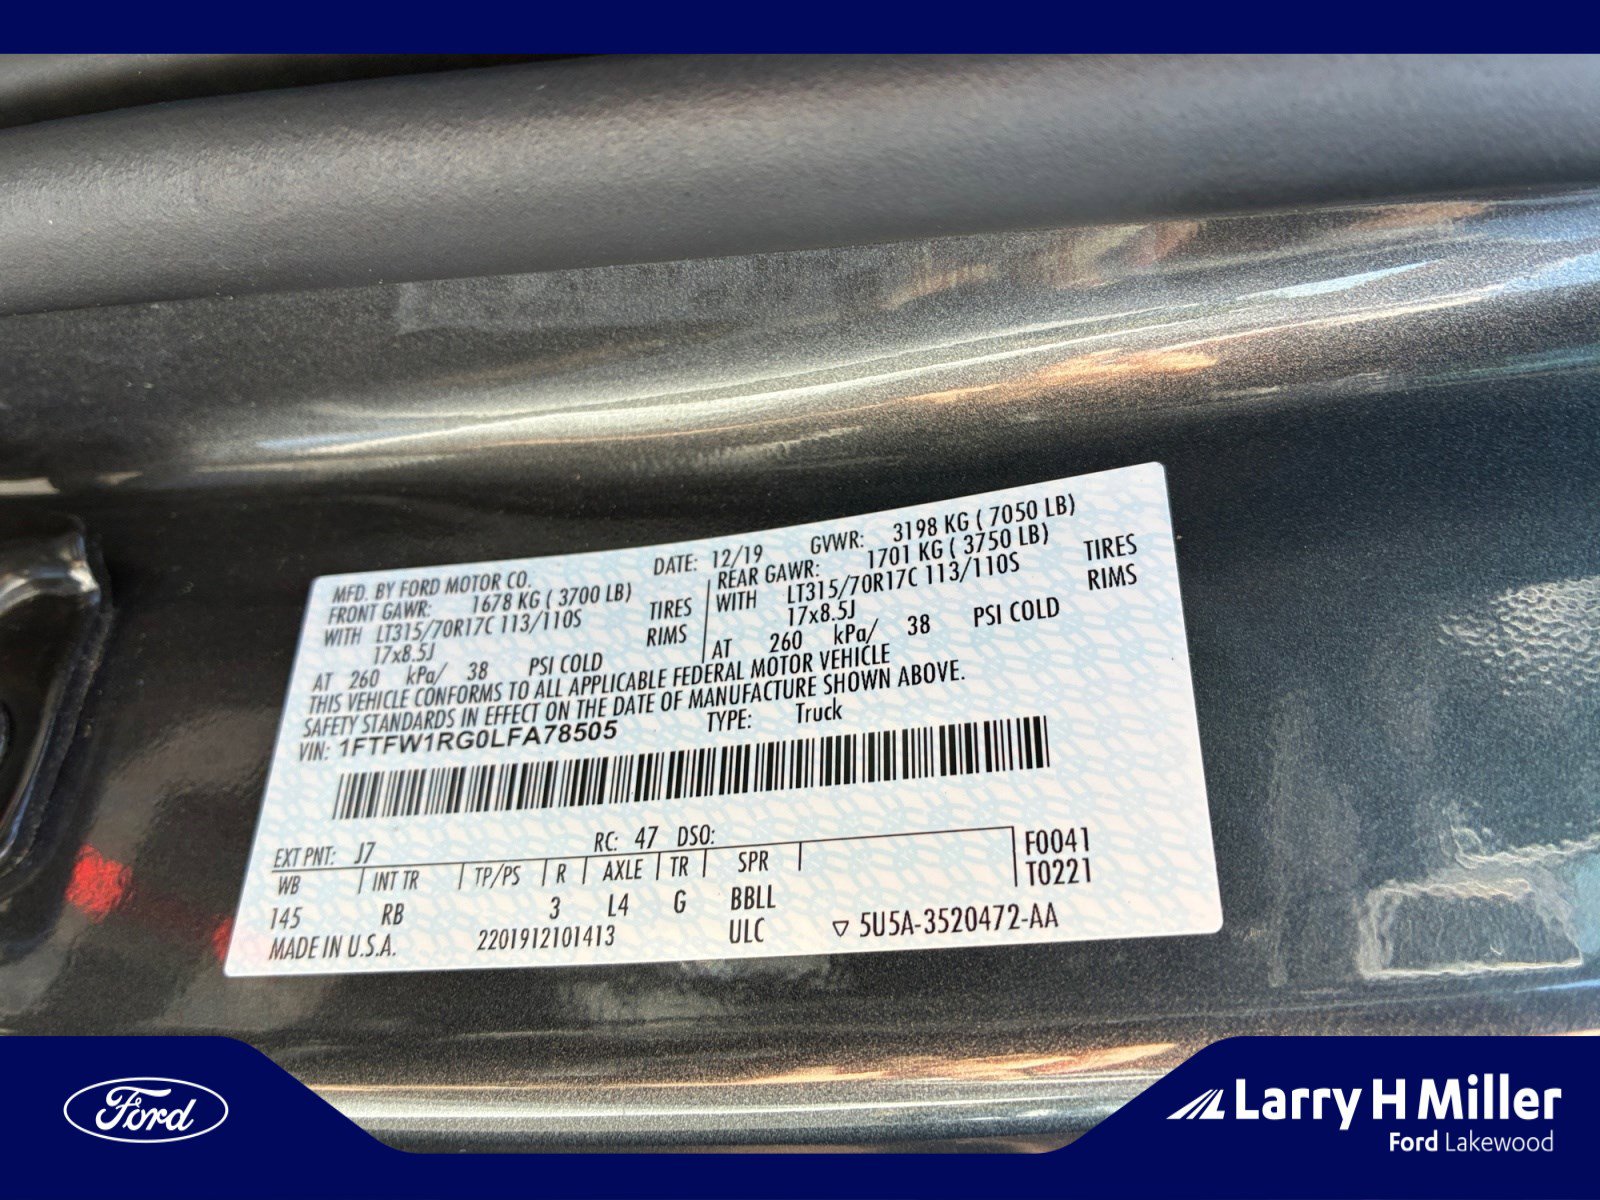 MFD. BY FORD MOTOR CO. DATE: 12/19 GVWR: 3198 KG ( 7050 LB)
FRONT GAWR: 1678 KG ( 3700 LB) REAR GAWR: 1701 KG ( 3750 LB)
WITH LT315/70R17C 113/110S TIRES WITH LT315/70R17C 113/110S TIRES
17x8.5J RIMS 17x8.5J RIMS
AT 260 kPa/ 38 PSI COLD AT 260 kPa/ 38 PSI COLD
THIS VEHICLE CONFORMS TO ALL APPLICABLE FEDERAL MOTOR VEHICLE
SAFETY STANDARDS IN EFFECT ON THE DATE OF MANUFACTURE SHOWN ABOVE.
VIN: 1FTFW1RG0LFA78505 TYPE: Truck
EXT PNT: J7 RC: 47 DSO: F0041
WB INT TR TP/PS R AXLE TR SPR T0221
145 RB 3 L4 G BBLL
MADE IN U.S.A. 2201912101413 ULC ▽ 5U5A-3520472-AA
Ford
Larry H Miller
Ford Lakewood